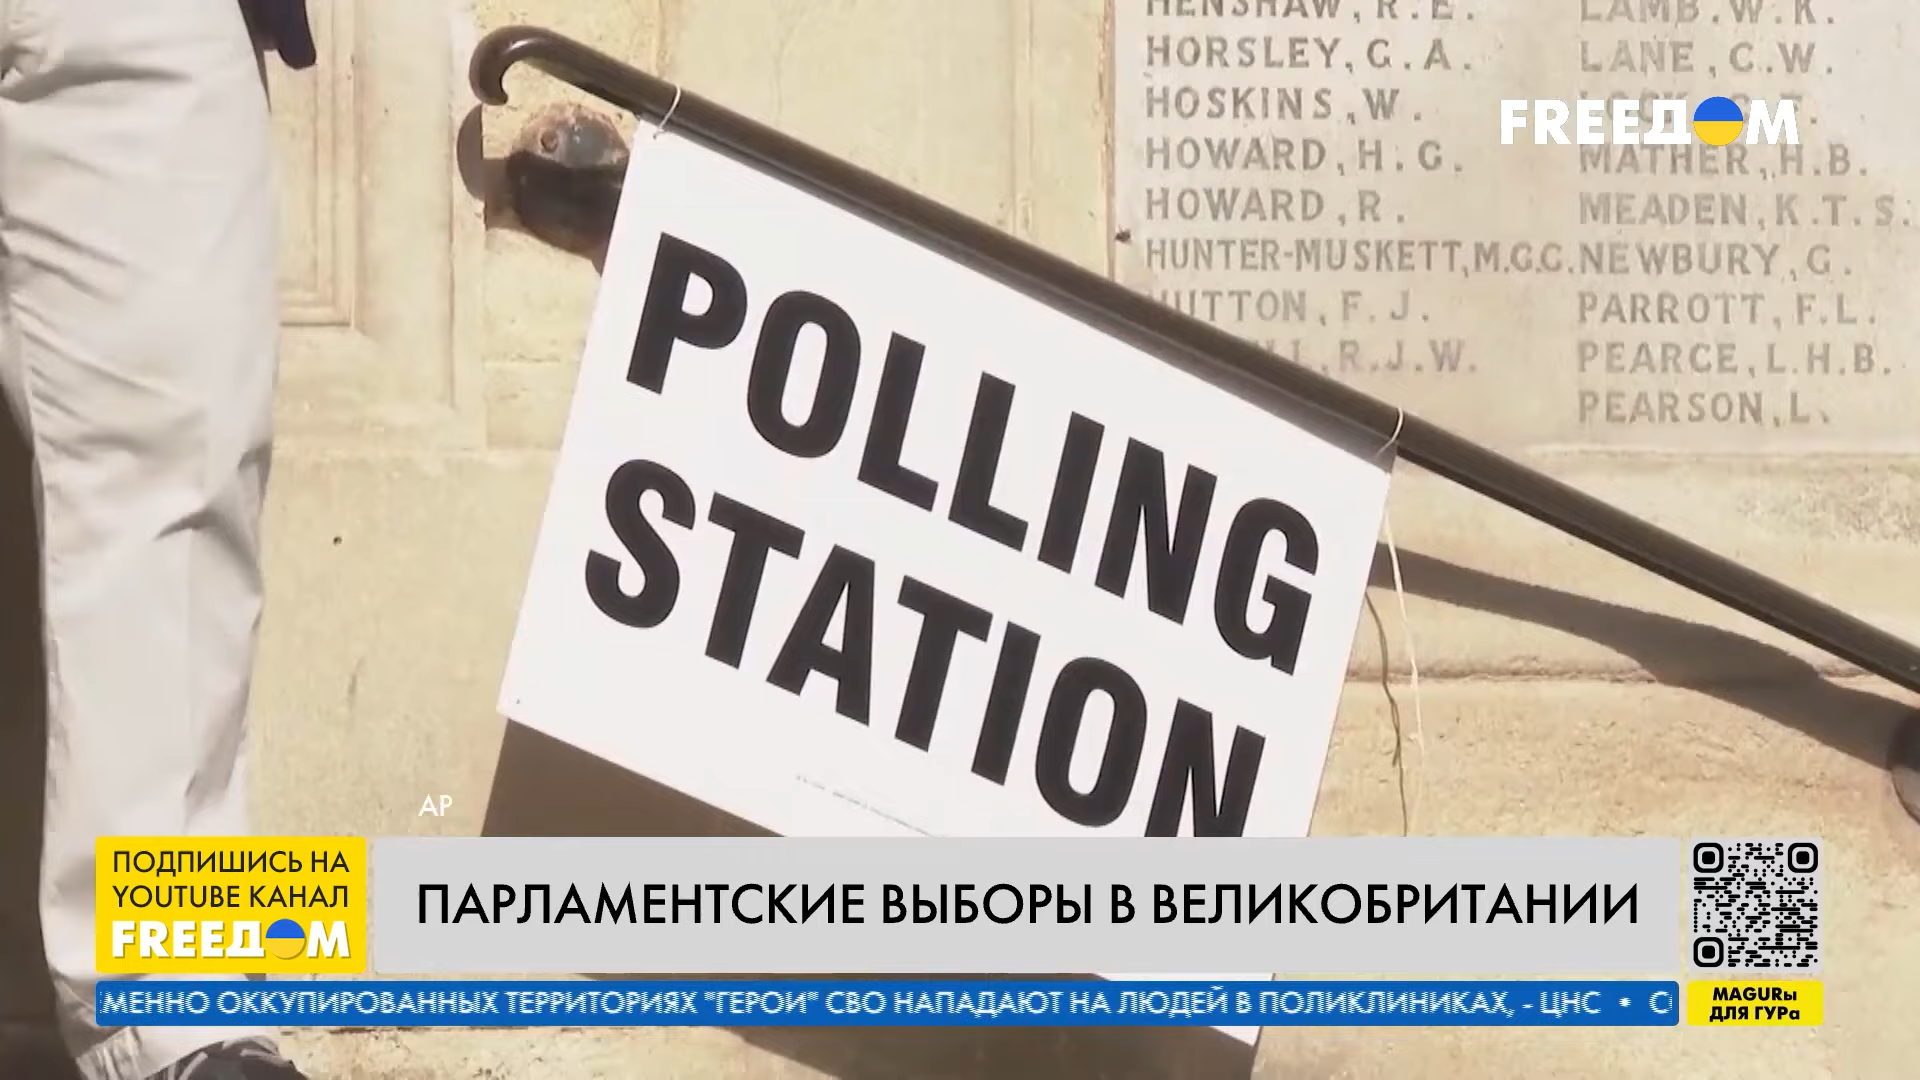 HENSHAW, R.E.
HORSLEY, G.A.
HOSKINS, W.
HOWARD, H.G.
HOWARD, R.
HUNTER-MUSKETT, M.G.C.
HUTTON, F.J.
R.J.W.
LAMB, W.K.
LANE, C.W.
MATHER, H.B.
MEADEN, K.T.S.
NEWBURY, G.
PARROTT, F.L.
PEARCE, L.H.B.
PEARSON, L.
FREEДОМ
POLLING
STATION
AP
ПОДПИШИСЬ НА
YOUTUBE КАНАЛ
FREEДОМ
ПАРЛАМЕНТСКИЕ ВЫБОРЫ В ВЕЛИКОБРИТАНИИ
МЕННО ОККУПИРОВАННЫХ ТЕРРИТОРИЯХ "ГЕРОИ" СВО НАПАДАЮТ НА ЛЮДЕЙ В ПОЛИКЛИНИКАХ, - ЦНС •
MAGURы
ДЛЯ ГУРа